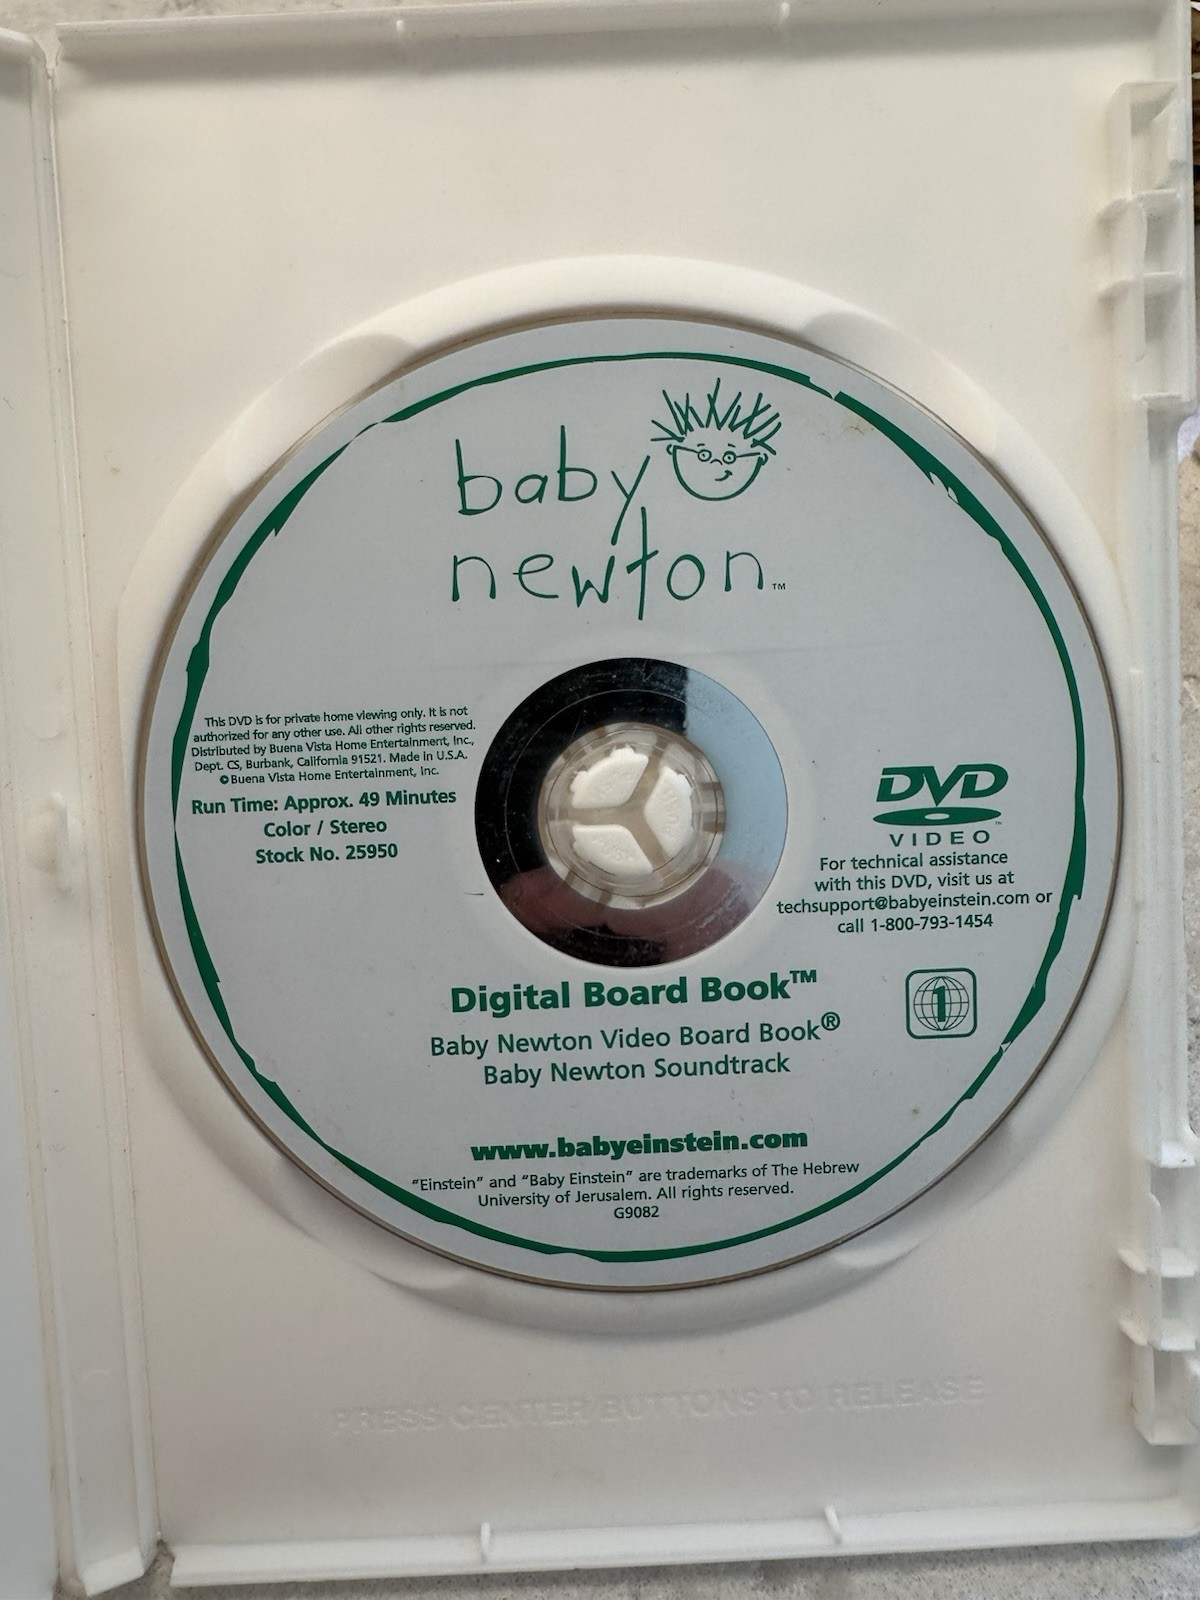 baby
newton™
This DVD is for private home viewing only. It is not
authorized for any other use. All other rights reserved.
Distributed by Buena Vista Home Entertainment, Inc.,
Dept. CS, Burbank, California 91521. Made in U.S.A.
©Buena Vista Home Entertainment, Inc.
Run Time: Approx. 49 Minutes
Color / Stereo
Stock No. 25950
DVD™
VIDEO
For technical assistance
with this DVD, visit us at
techsupport@babyeinstein.com or
call 1-800-793-1454
1
Digital Board Book™
Baby Newton Video Board Book®
Baby Newton Soundtrack
www.babyeinstein.com
“Einstein” and “Baby Einstein” are trademarks of The Hebrew
University of Jerusalem. All rights reserved.
G9082
PRESS CENTER BUTTONS TO RELEASE